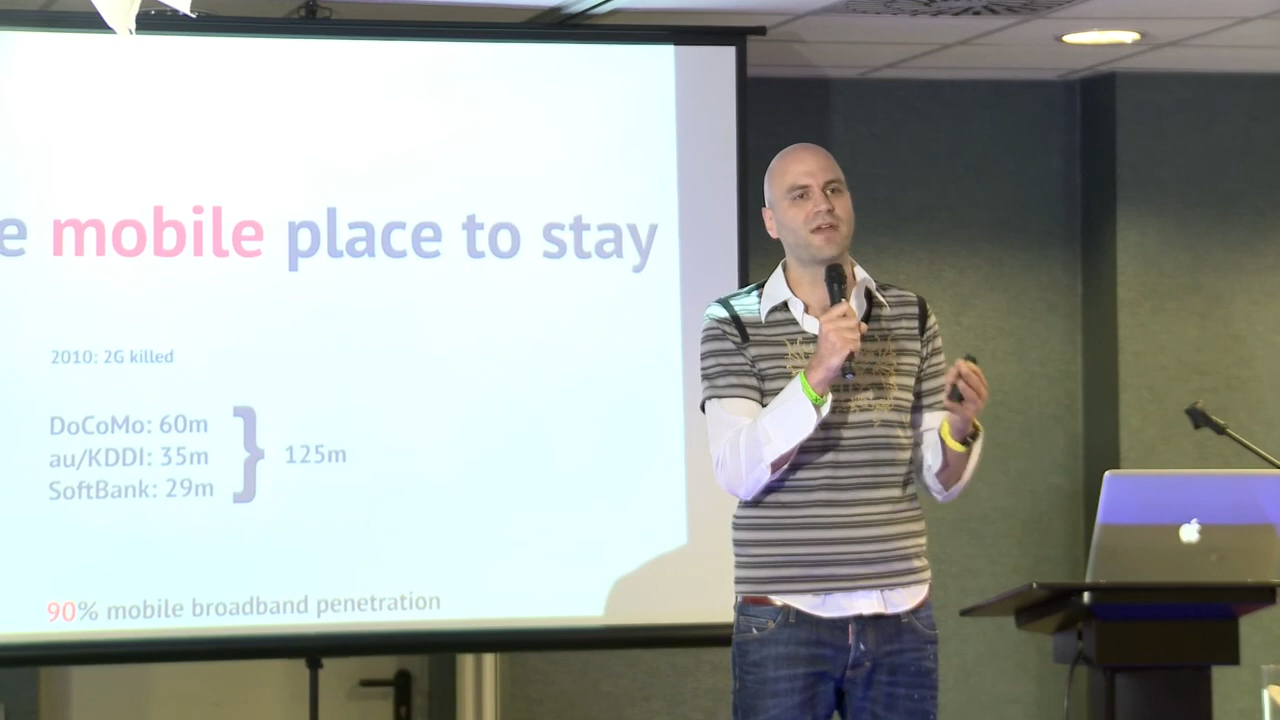 e mobile place to stay
2010: 2G killed
DoCoMo: 60m
au/KDDI: 35m
SoftBank: 29m
} 125m
90% mobile broadband penetration